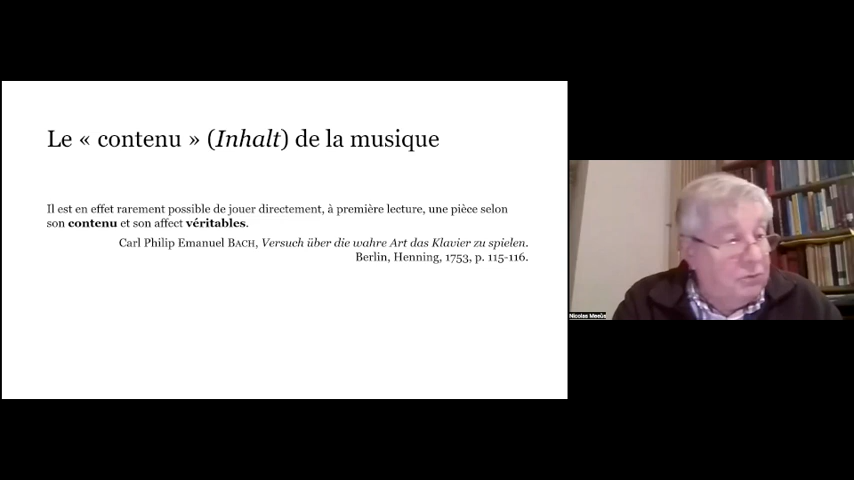 Le « contenu » (Inhalt) de la musique
Il est en effet rarement possible de jouer directement, à première lecture, une pièce selon
son contenu et son affect véritables.
Carl Philip Emanuel BACH, Versuch über die wahre Art das Klavier zu spielen.
Berlin, Henning, 1753, p. 115-116.
Nicolas Meeùs